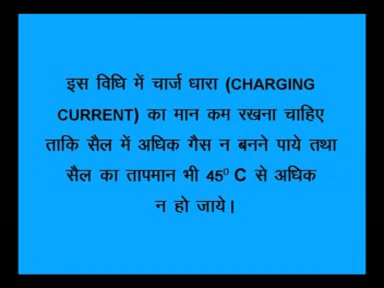 इस विधि में चार्ज धारा (CHARGING
CURRENT) का मान कम रखना चाहिए
ताकि सैल में अधिक गैस न बनने पाये तथा
सैल का तापमान भी 45⁰ C से अधिक
न हो जाये।